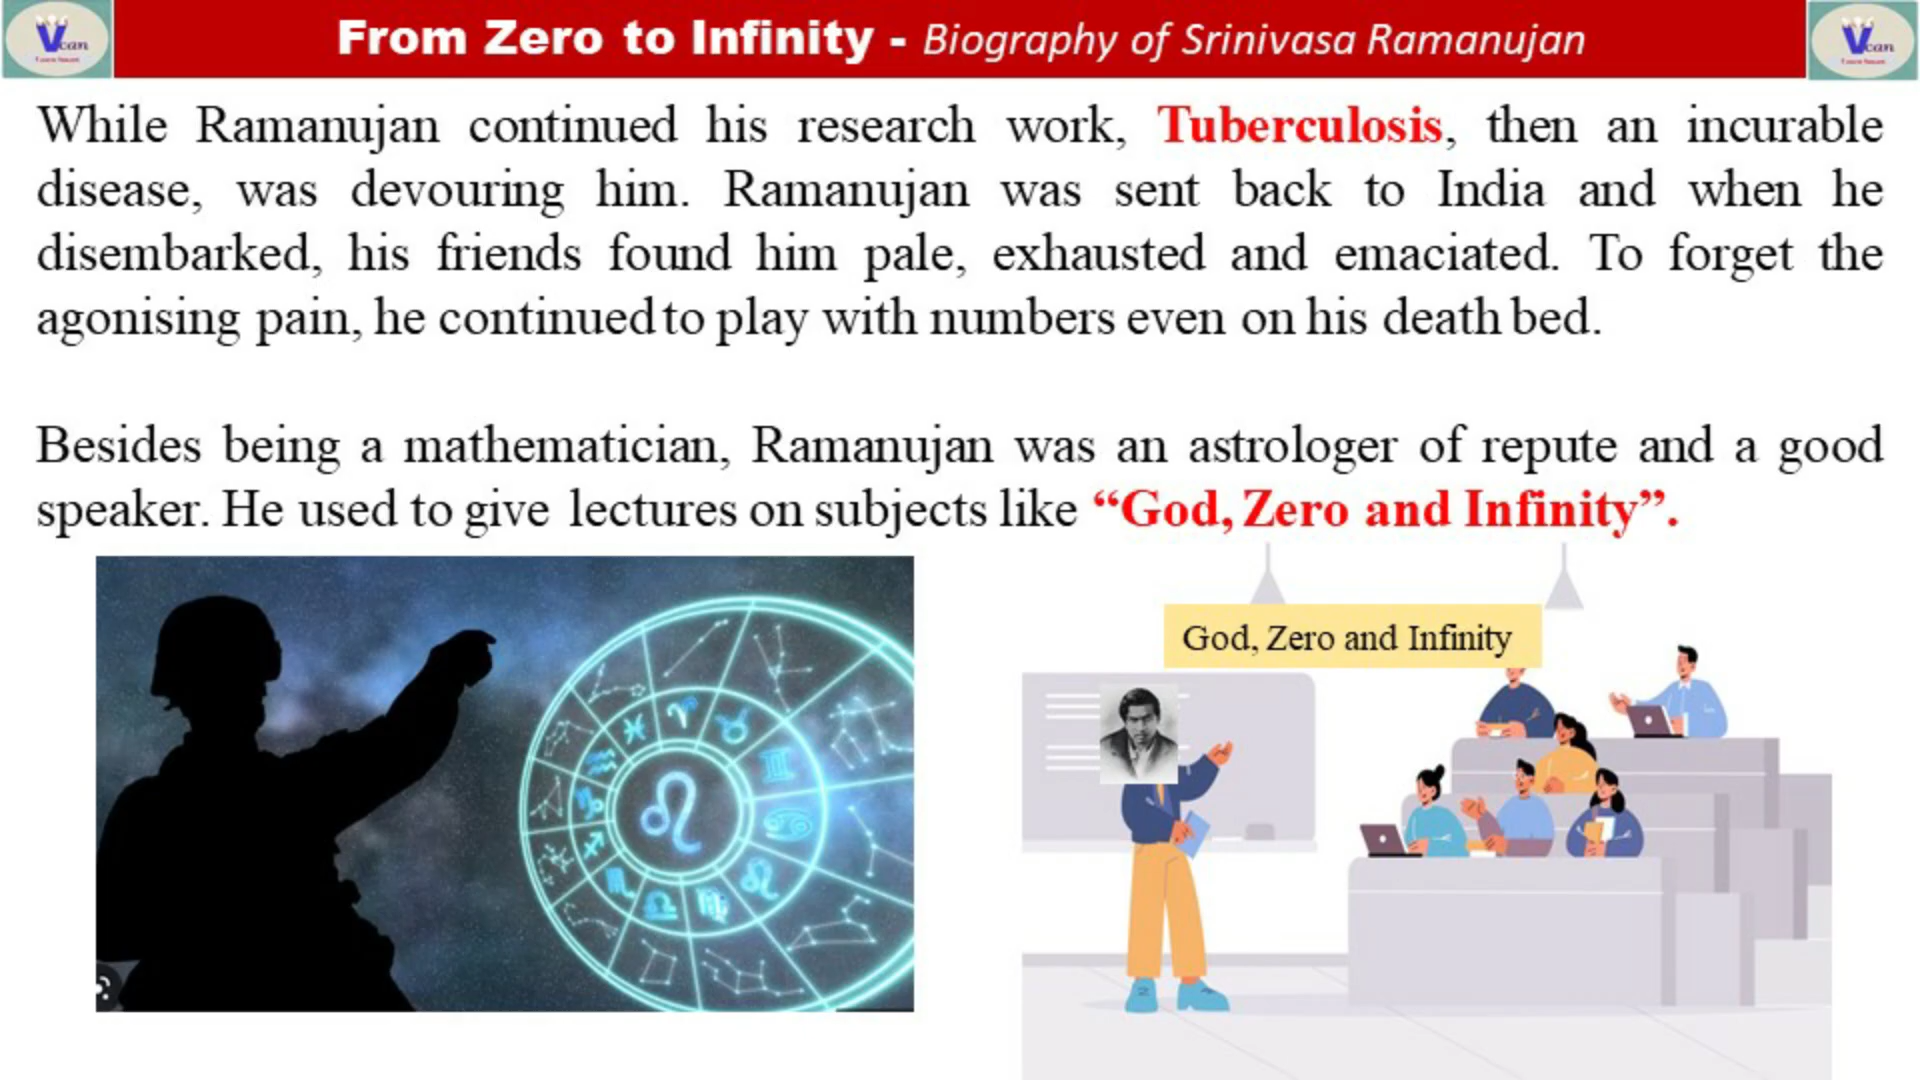 Vcan
From Zero to Infinity - Biography of Srinivasa Ramanujan
Vcan
While Ramanujan continued his research work, Tuberculosis, then an incurable
disease, was devouring him. Ramanujan was sent back to India and when he
disembarked, his friends found him pale, exhausted and emaciated. To forget the
agonising pain, he continued to play with numbers even on his death bed.
Besides being a mathematician, Ramanujan was an astrologer of repute and a good
speaker. He used to give lectures on subjects like “God, Zero and Infinity”.
God, Zero and Infinity